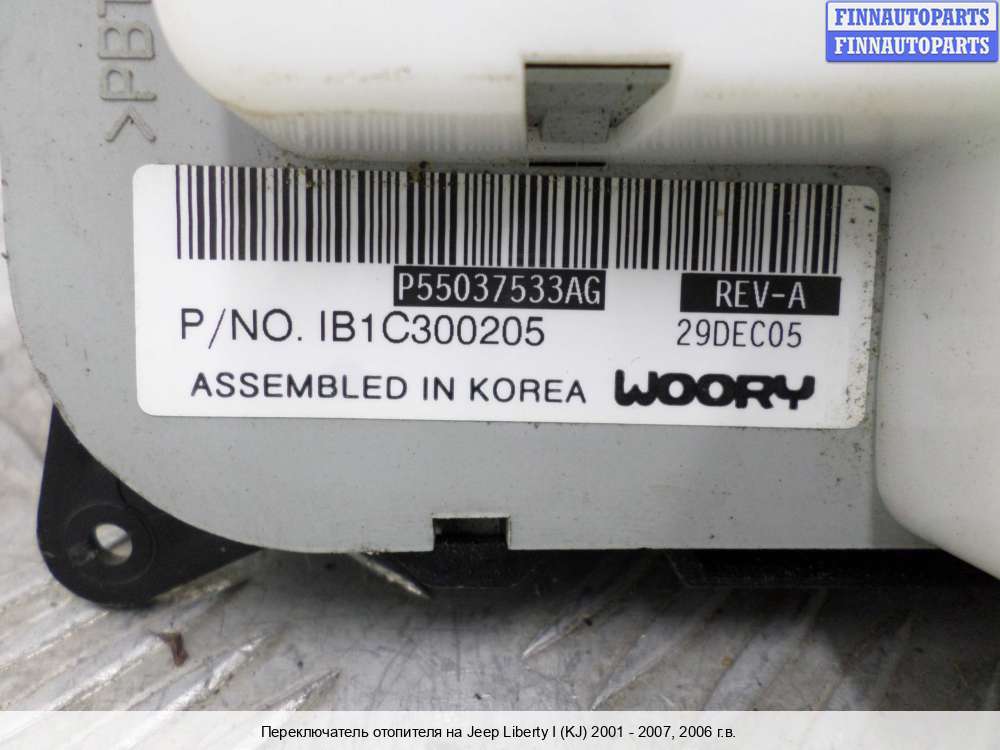 FINNAUTOPARTS
FINNAUTOPARTS
>PBT
P55037533AG
REV-A
P/NO. IB1C300205
29DEC05
ASSEMBLED IN KOREA WOORY
Переключатель отопителя на Jeep Liberty I (KJ) 2001 - 2007, 2006 г.в.